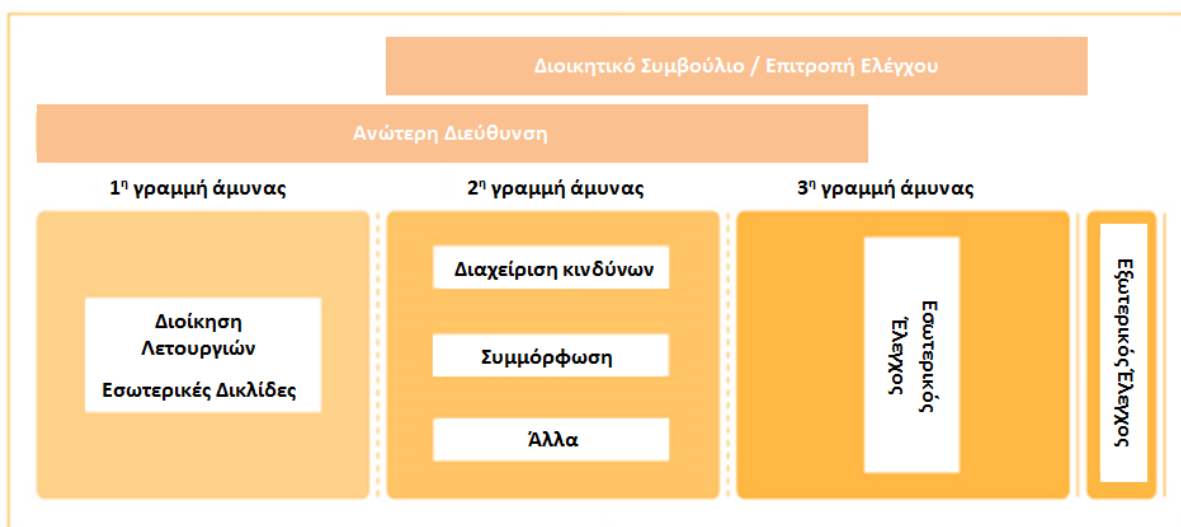 Διοικητικό Συμβούλιο / Επιτροπή Ελέγχου
Ανώτερη Διεύθυνση
1η γραμμή άμυνας
2η γραμμή άμυνας
3η γραμμή άμυνας
Διοίκηση
Λετουργιών
Εσωτερικές Δικλίδες
Διαχείριση κινδύνων
Συμμόρφωση
Άλλα
Εσωτερικός
Έλεγχος
Εξωτερικός Έλεγχος